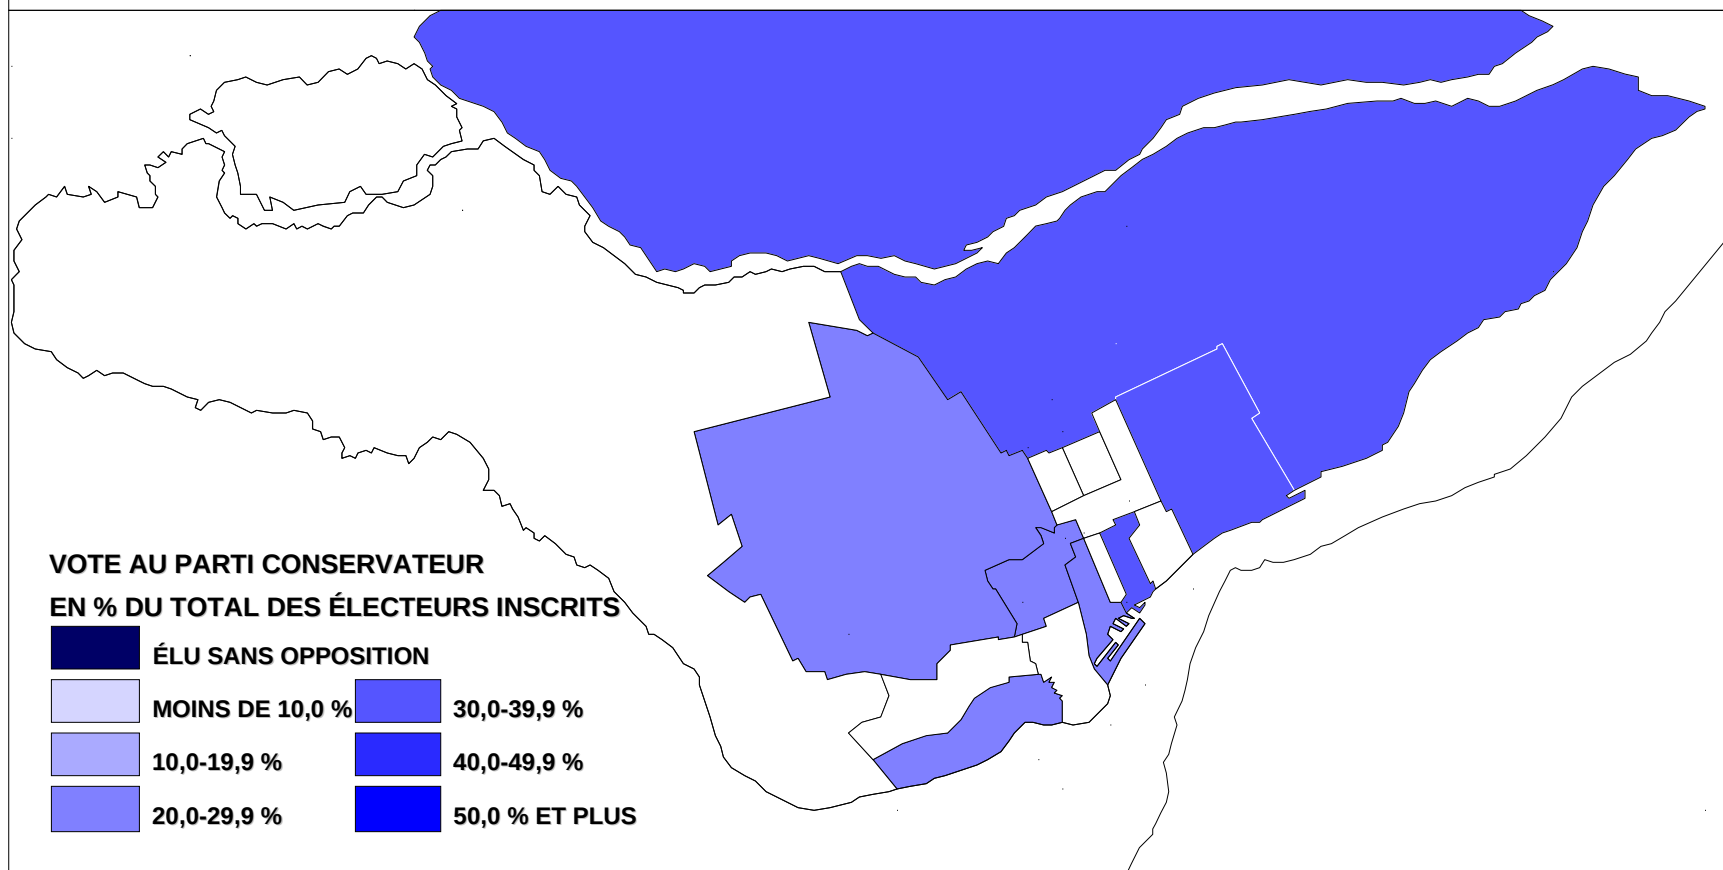 VOTE AU PARTI CONSERVATEUR
EN % DU TOTAL DES ÉLECTEURS INSCRITS
ÉLU SANS OPPOSITION
MOINS DE 10,0 %
10,0-19,9 %
20,0-29,9 %
30,0-39,9 %
40,0-49,9 %
50,0 % ET PLUS